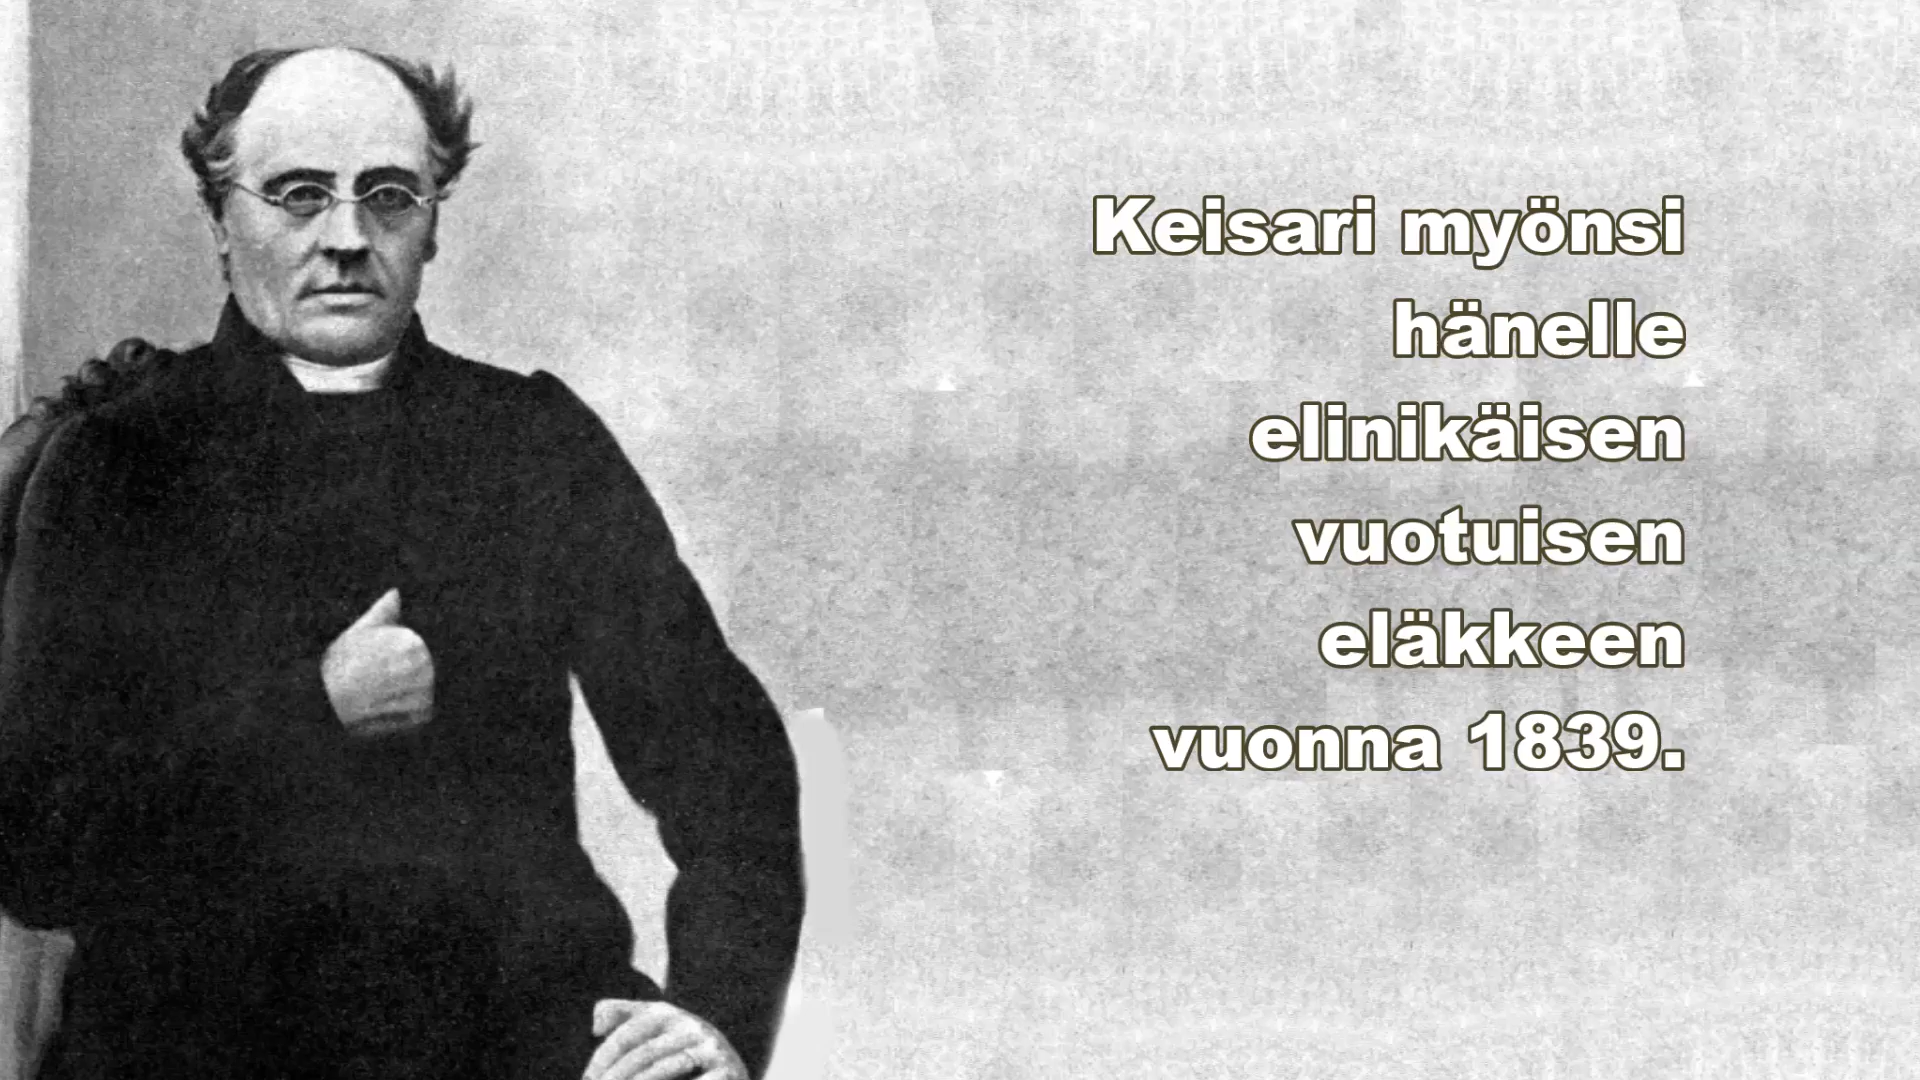 Keisari myönsi
hänelle
elinikäisen
vuotuisen
eläkkeen
vuonna 1839.